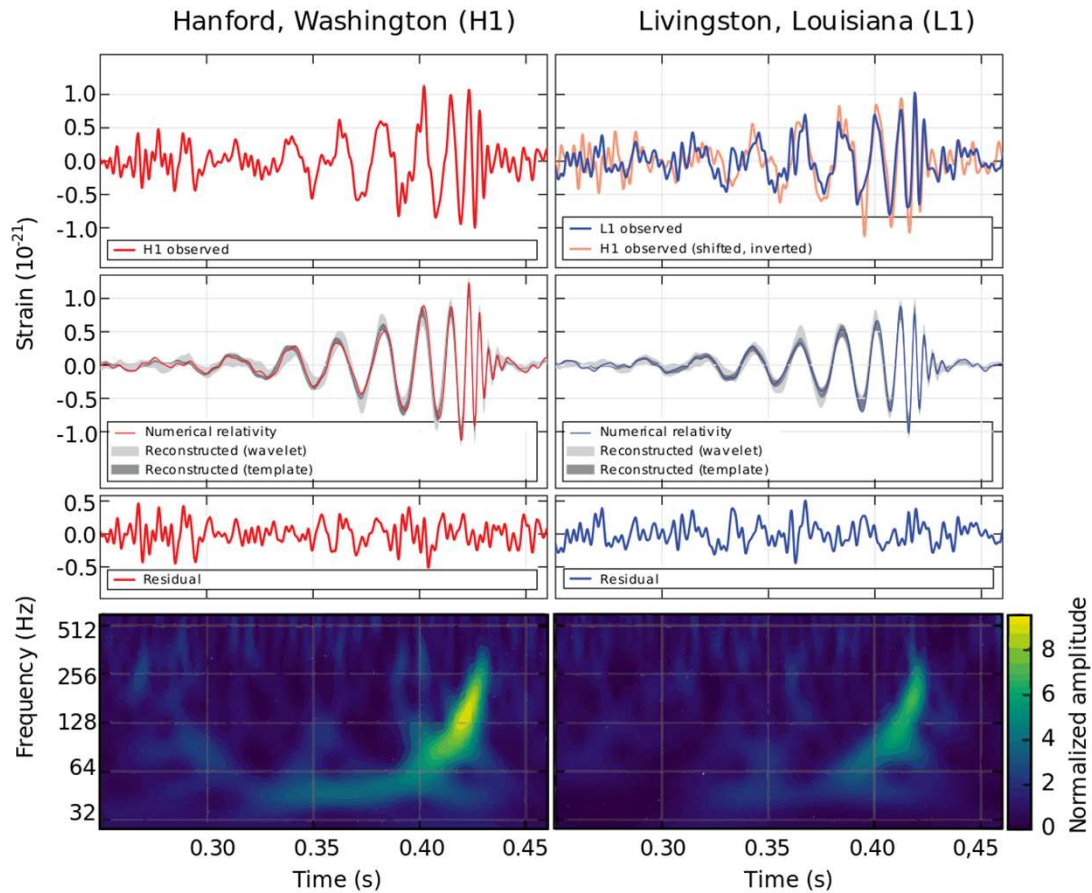 Hanford, Washington (H1)
Livingston, Louisiana (L1)
Strain (10⁻²¹)
1.0
0.5
0.0
-0.5
-1.0
H1 observed
L1 observed
H1 observed (shifted, inverted)
1.0
0.5
0.0
-0.5
-1.0
Numerical relativity
Reconstructed (wavelet)
Reconstructed (template)
Numerical relativity
Reconstructed (wavelet)
Reconstructed (template)
0.5
0.0
-0.5
Residual
Residual
Frequency (Hz)
512
256
128
64
32
0.30 0.35 0.40 0.45
Time (s)
0.30 0.35 0.40 0,45
Time (s)
Normalized amplitude
8
6
4
2
0